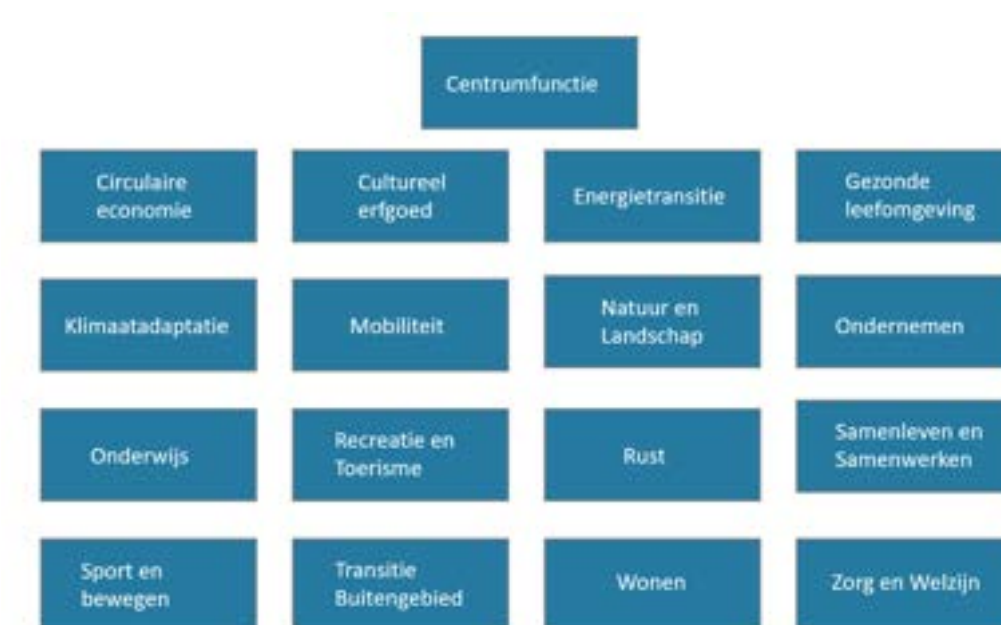 Centrumfunctie
Circulaire
economie
Cultureel
erfgoed
Energietransitie
Gezonde
leefomgeving
Klimaatadaptatie
Mobiliteit
Natuur en
Landschap
Ondernemen
Onderwijs
Recreatie en
Toerisme
Rust
Samenleven en
Samenwerken
Sport en
bewegen
Transitie
Buitengebied
Wonen
Zorg en Welzijn